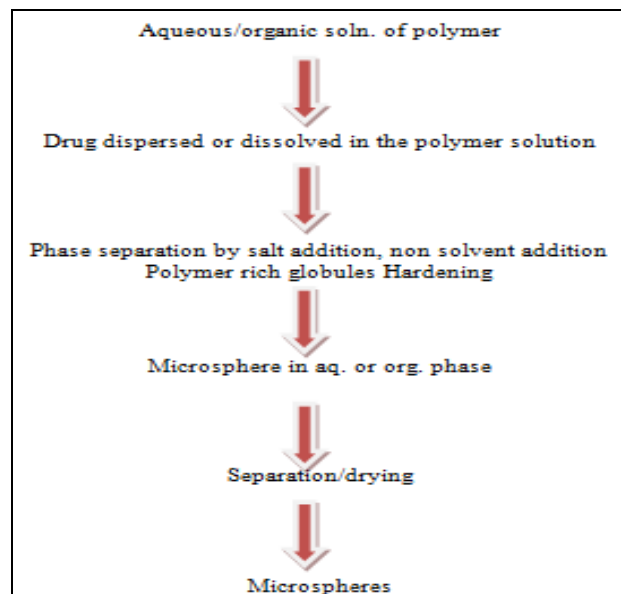 Aqueous/organic soln. of polymer
Drug dispersed or dissolved in the polymer solution
Phase separation by salt addition, non solvent addition
Polymer rich globules Hardening
Microsphere in aq. or org. phase
Separation/drying
Microspheres